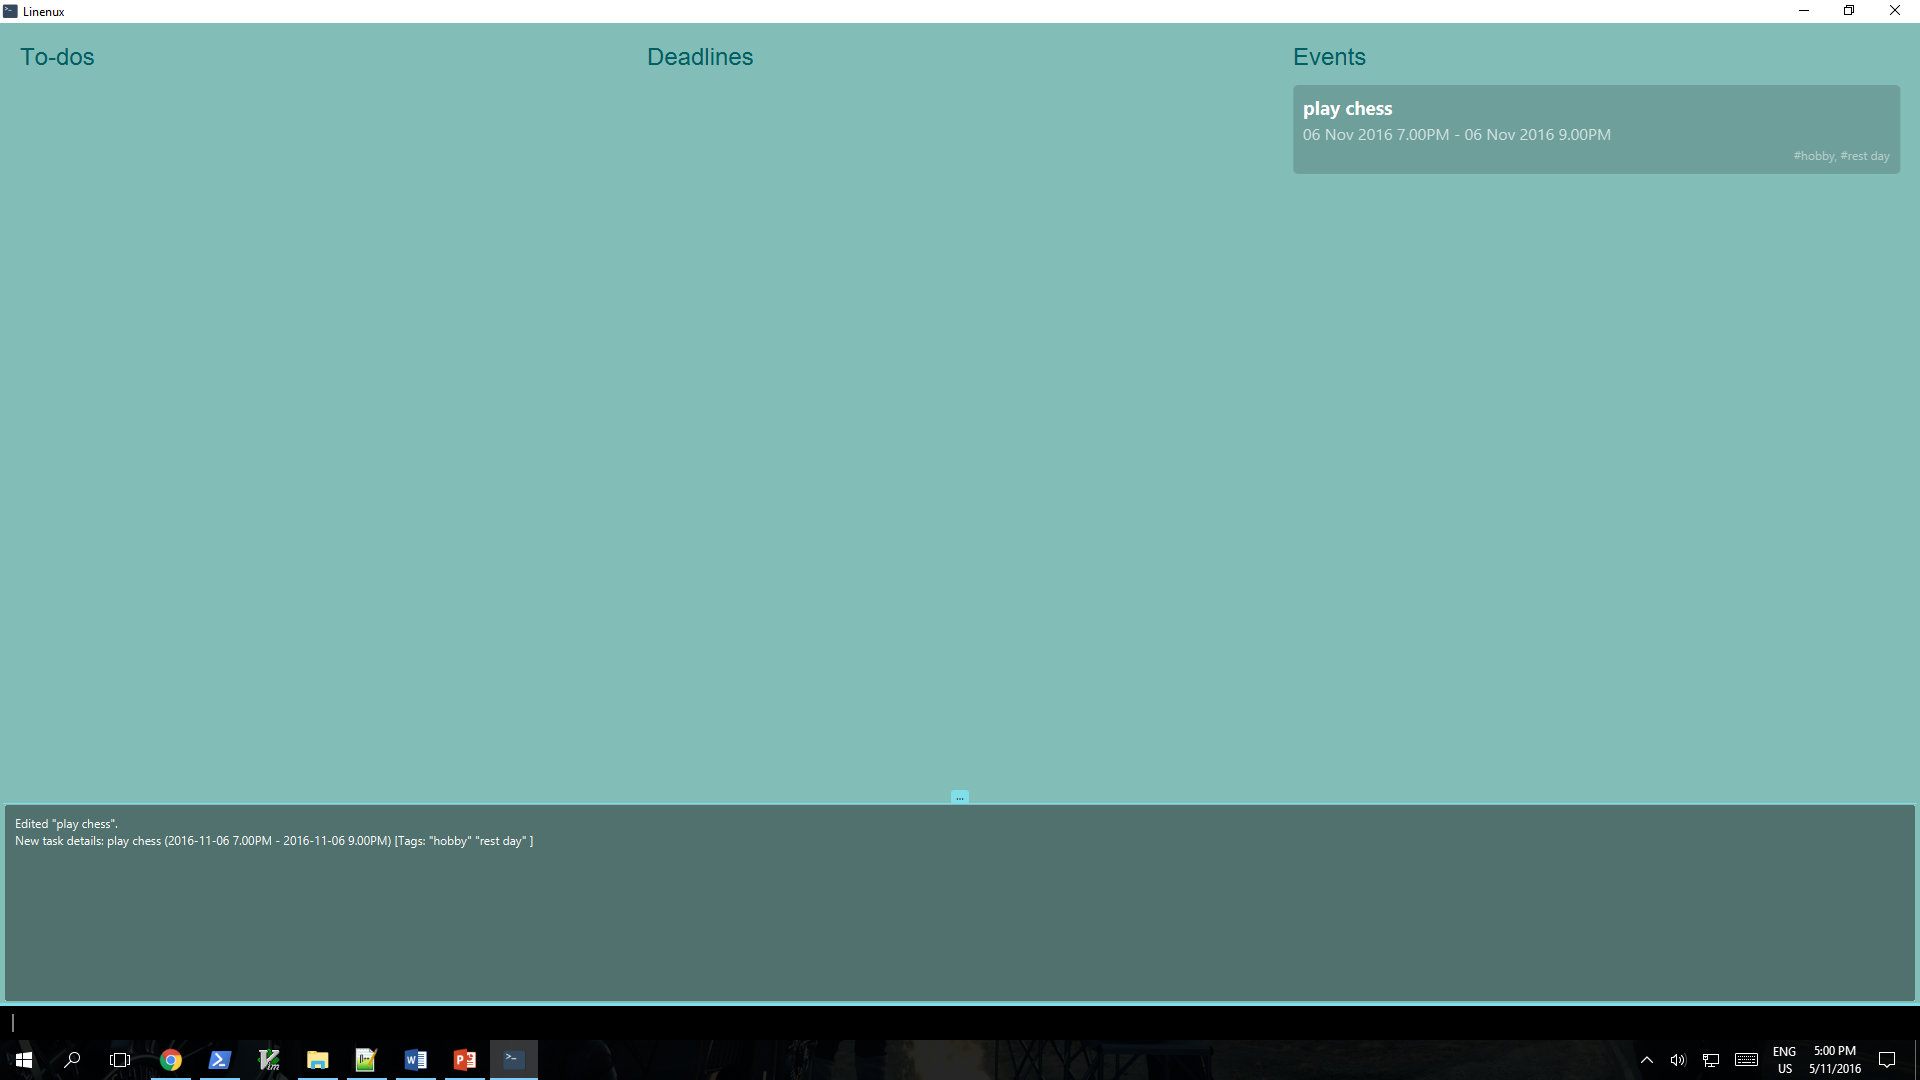 Linenux
To-dos
Deadlines
Events
play chess
06 Nov 2016 7.00PM - 06 Nov 2016 9.00PM
#hobby, #rest day
...
Edited "play chess".
New task details: play chess (2016-11-06 7.00PM - 2016-11-06 9.00PM) [Tags: "hobby" "rest day" ]
ENG
US
5:00 PM
5/11/2016